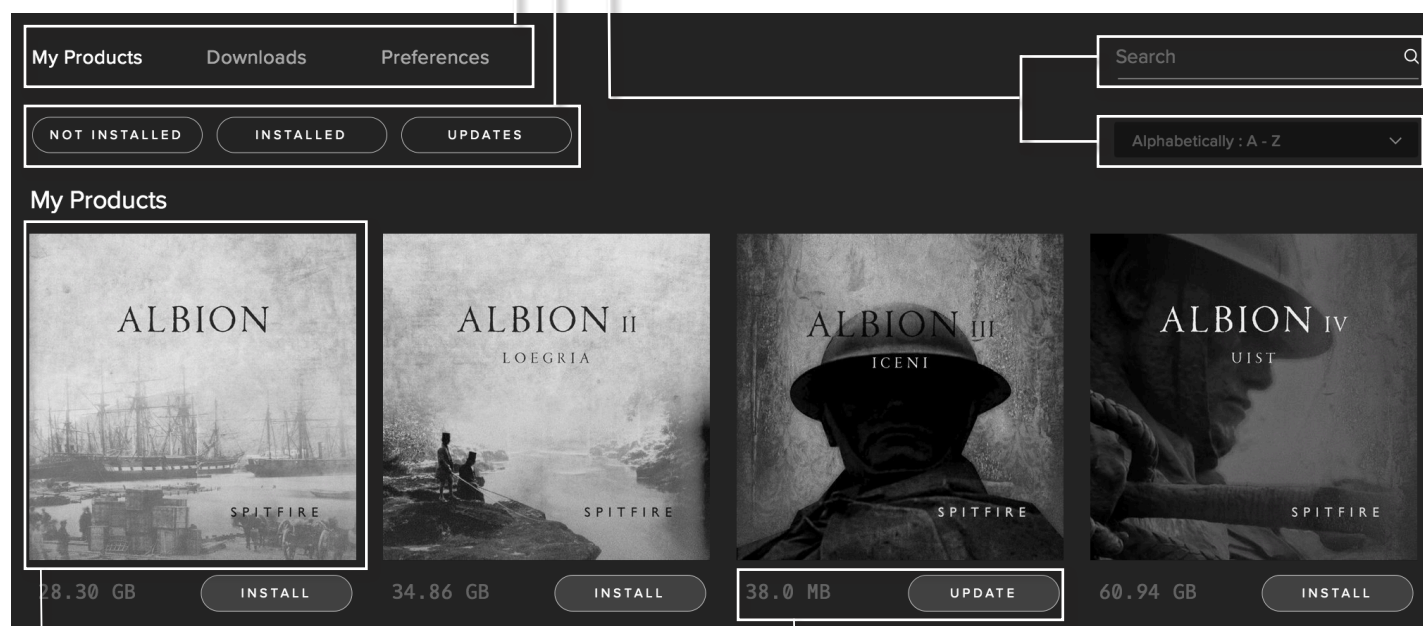 My Products Downloads Preferences
Search
NOT INSTALLED INSTALLED UPDATES
Alphabetically : A - Z
My Products
ALBION
SPITFIRE
ALBION II
LOEGRIA
SPITFIRE
ALBION III
ICENI
SPITFIRE
ALBION IV
UIST
SPITFIRE
28.30 GB INSTALL
34.86 GB INSTALL
38.0 MB UPDATE
60.94 GB INSTALL